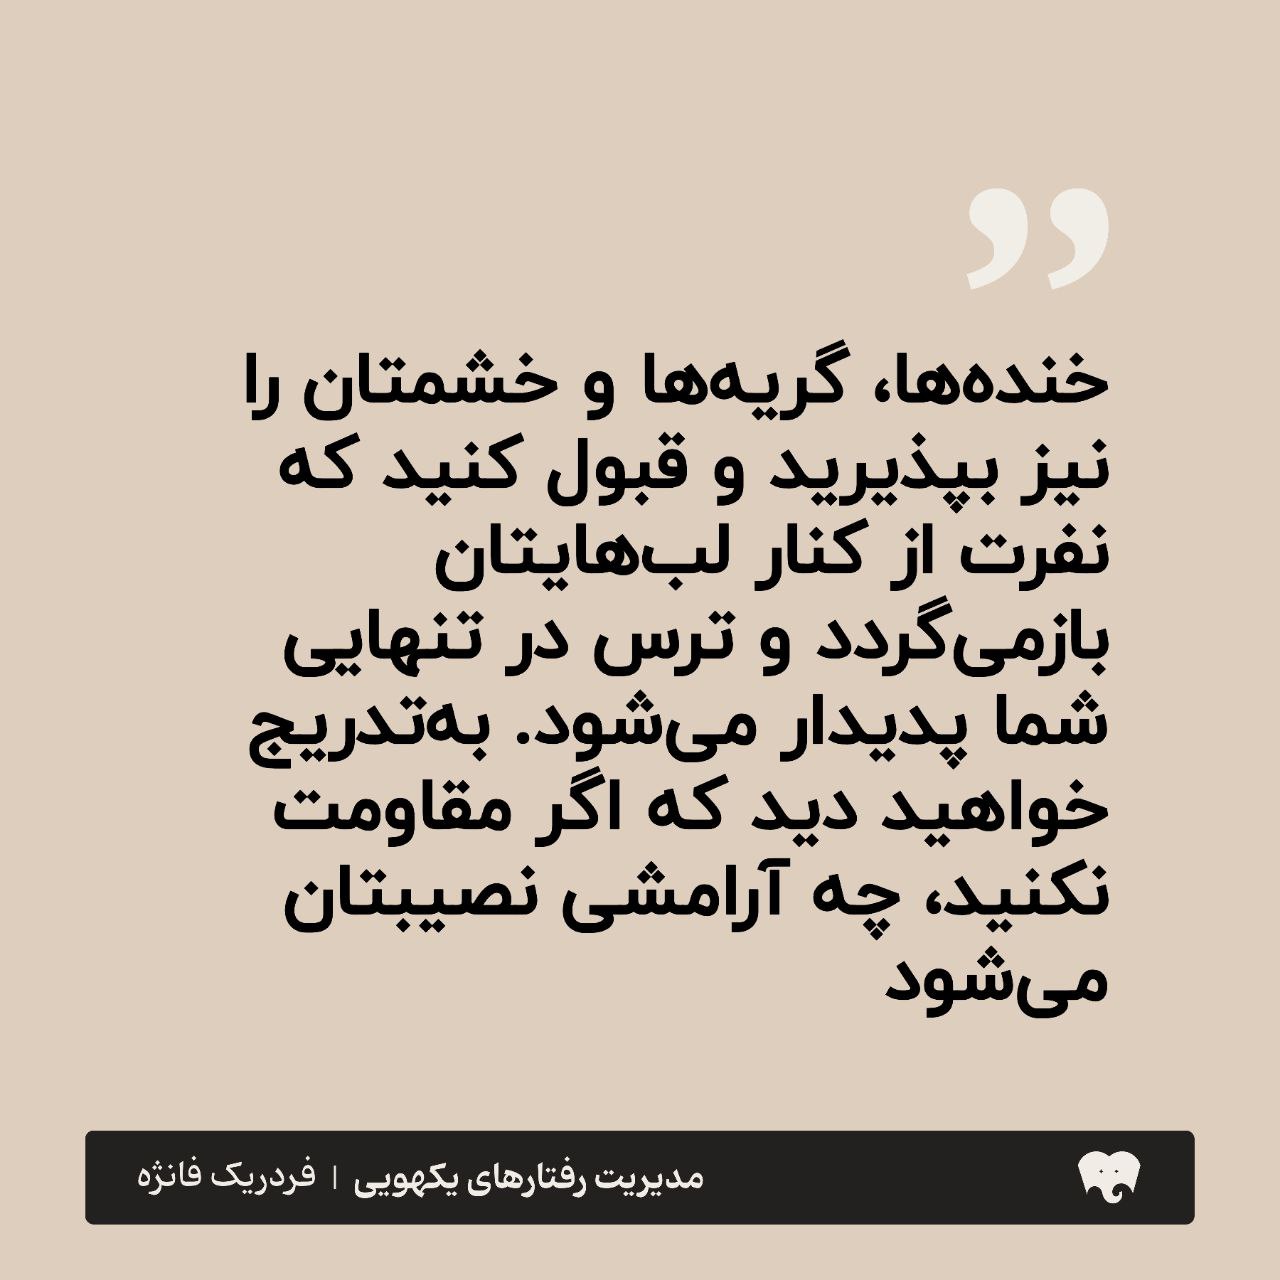 ”
خنده‌ها، گریه‌ها و خشمتان را
نیز بپذیرید و قبول کنید که
نفرت از کنار لب‌هایتان
بازمی‌گردد و ترس در تنهایی
شما پدیدار می‌شود. به‌تدریج
خواهید دید که اگر مقاومت
نکنید، چه آرامشی نصیبتان
می‌شود
مدیریت رفتارهای یکهویی | فردریک فانژه